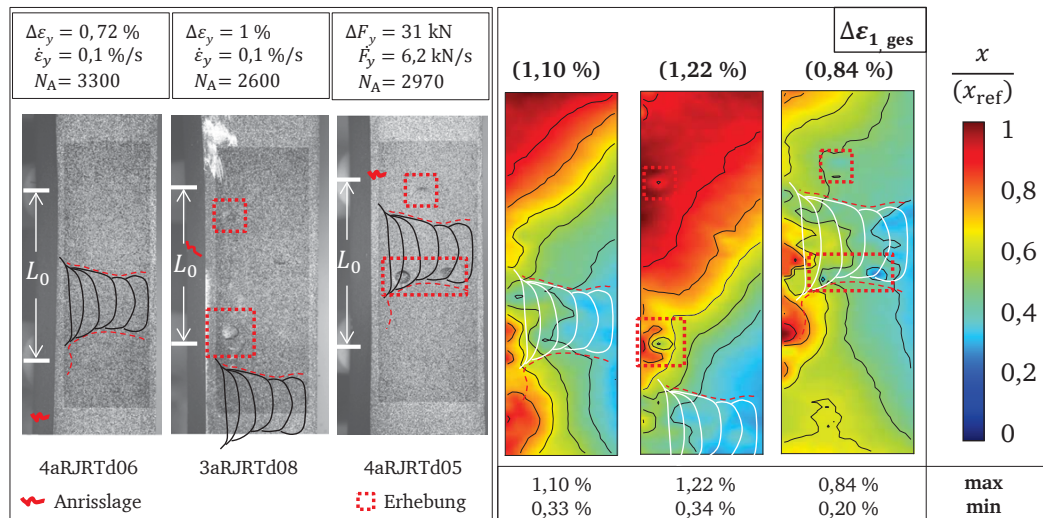 Δε_y = 0,72 %
ε̇_y = 0,1 %/s
N_A = 3300
Δε_y = 1 %
ε̇_y = 0,1 %/s
N_A = 2600
ΔF_y = 31 kN
Ḟ_y = 6,2 kN/s
N_A = 2970
L_0
L_0
L_0
4aRJRTd06
3aRJRTd08
4aRJRTd05
Anrisslage
Erhebung
Δε_1, ges
(1,10 %)
(1,22 %)
(0,84 %)
x
(x_ref)
1
0,8
0,6
0,4
0,2
0
1,10 %
1,22 %
0,84 %
max
0,33 %
0,34 %
0,20 %
min